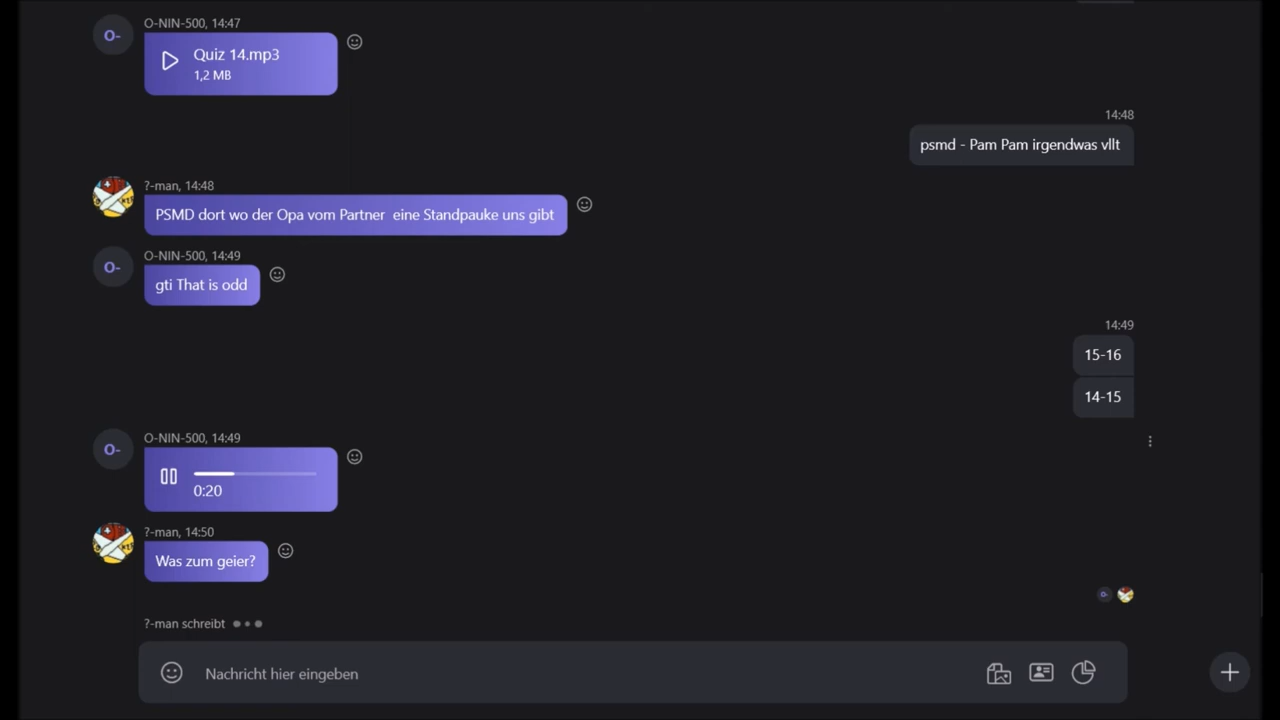 O-NIN-500, 14:47
Quiz 14.mp3
1,2 MB
14:48
psmd - Pam Pam irgendwas vllt
?-man, 14:48
PSMD dort wo der Opa vom Partner  eine Standpauke uns gibt
O-NIN-500, 14:49
O-
gti That is odd
14:49
15-16
14-15
O-NIN-500, 14:49
O-
0:20
?-man, 14:50
Was zum geier?
?-man schreibt
Nachricht hier eingeben